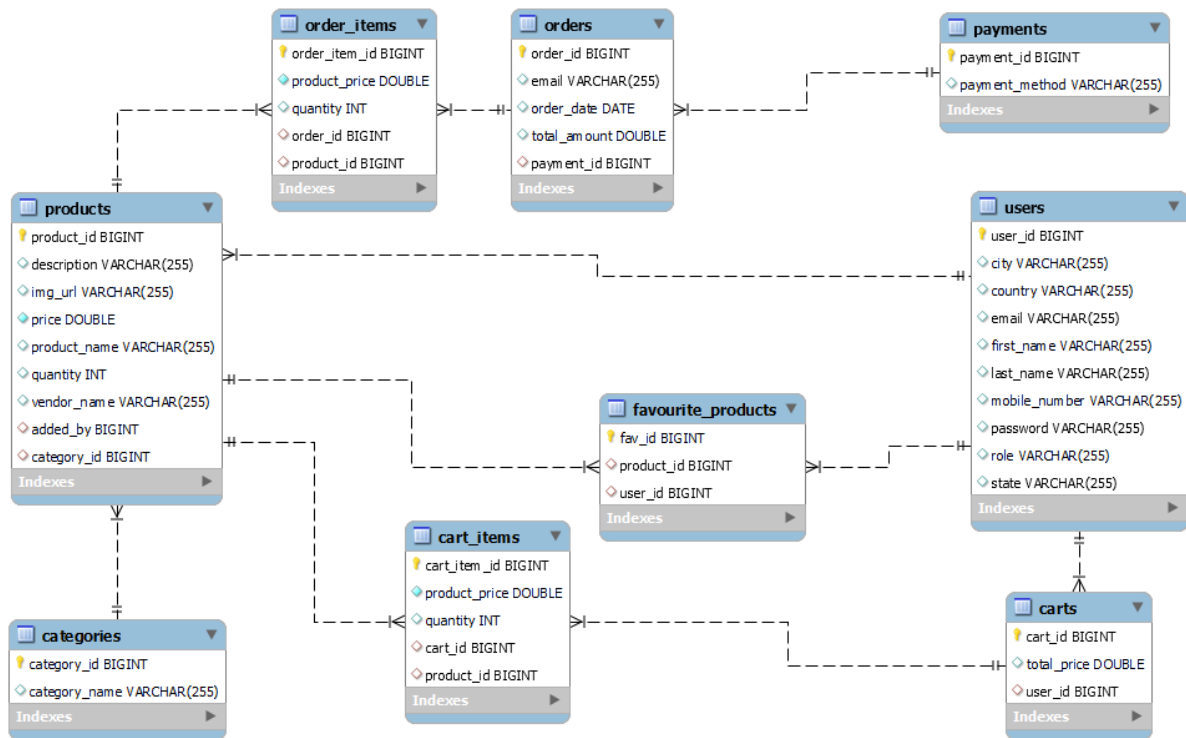 order_items
order_item_id BIGINT
product_price DOUBLE
quantity INT
order_id BIGINT
product_id BIGINT
Indexes
orders
order_id BIGINT
email VARCHAR(255)
order_date DATE
total_amount DOUBLE
payment_id BIGINT
Indexes
payments
payment_id BIGINT
payment_method VARCHAR(255)
Indexes
products
product_id BIGINT
description VARCHAR(255)
img_url VARCHAR(255)
price DOUBLE
product_name VARCHAR(255)
quantity INT
vendor_name VARCHAR(255)
added_by BIGINT
category_id BIGINT
Indexes
users
user_id BIGINT
city VARCHAR(255)
country VARCHAR(255)
email VARCHAR(255)
first_name VARCHAR(255)
last_name VARCHAR(255)
mobile_number VARCHAR(255)
password VARCHAR(255)
role VARCHAR(255)
state VARCHAR(255)
Indexes
favourite_products
fav_id BIGINT
product_id BIGINT
user_id BIGINT
Indexes
cart_items
cart_item_id BIGINT
product_price DOUBLE
quantity INT
cart_id BIGINT
product_id BIGINT
Indexes
carts
cart_id BIGINT
total_price DOUBLE
user_id BIGINT
Indexes
categories
category_id BIGINT
category_name VARCHAR(255)
Indexes